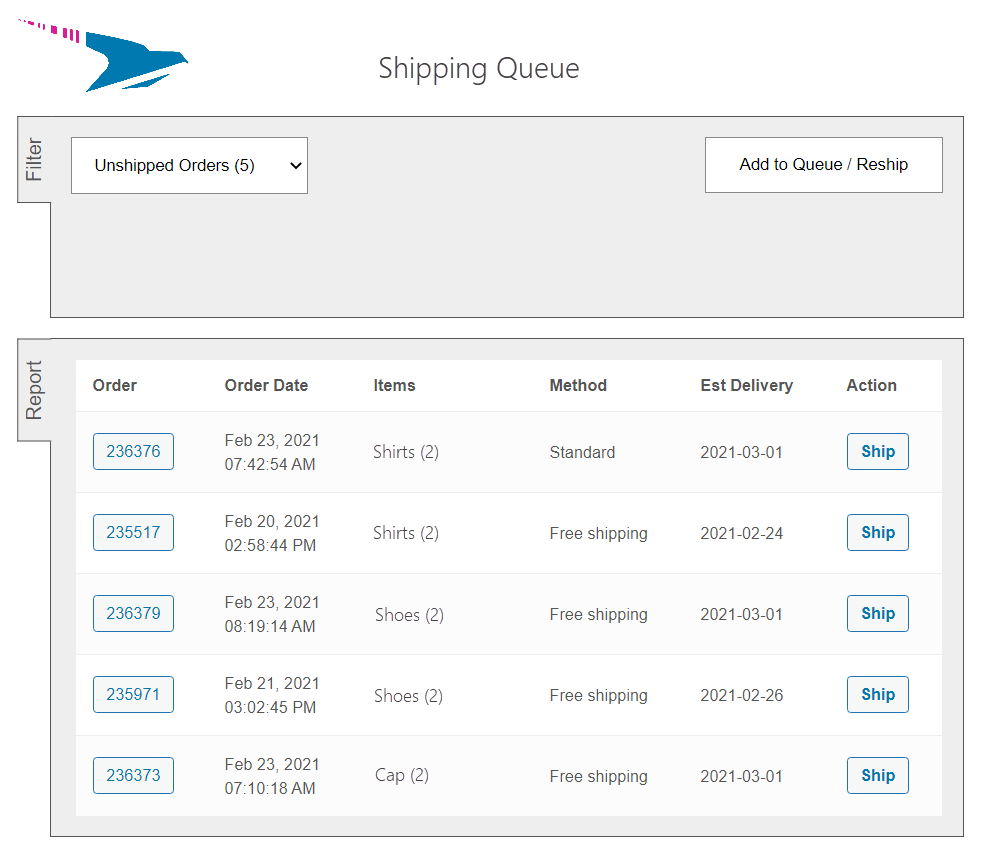 Shipping Queue
Filter
Unshipped Orders (5)
Add to Queue / Reship
Report
Order Order Date Items Method Est Delivery Action
236376 Feb 23, 2021 07:42:54 AM Shirts (2) Standard 2021-03-01 Ship
235517 Feb 20, 2021 02:58:44 PM Shirts (2) Free shipping 2021-02-24 Ship
236379 Feb 23, 2021 08:19:14 AM Shoes (2) Free shipping 2021-03-01 Ship
235971 Feb 21, 2021 03:02:45 PM Shoes (2) Free shipping 2021-02-26 Ship
236373 Feb 23, 2021 07:10:18 AM Cap (2) Free shipping 2021-03-01 Ship